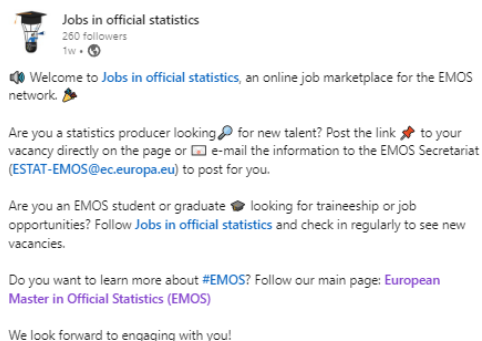 Jobs in official statistics
260 followers
1w •
🔊 Welcome to Jobs in official statistics, an online job marketplace for the EMOS
network. 🎉
Are you a statistics producer looking🔎 for new talent? Post the link 📌 to your
vacancy directly on the page or 📧 e-mail the information to the EMOS Secretariat
(ESTAT-EMOS@ec.europa.eu) to post for you.
Are you an EMOS student or graduate 🎓 looking for traineeship or job
opportunities? Follow Jobs in official statistics and check in regularly to see new
vacancies.
Do you want to learn more about #EMOS? Follow our main page: European
Master in Official Statistics (EMOS)
We look forward to engaging with you!